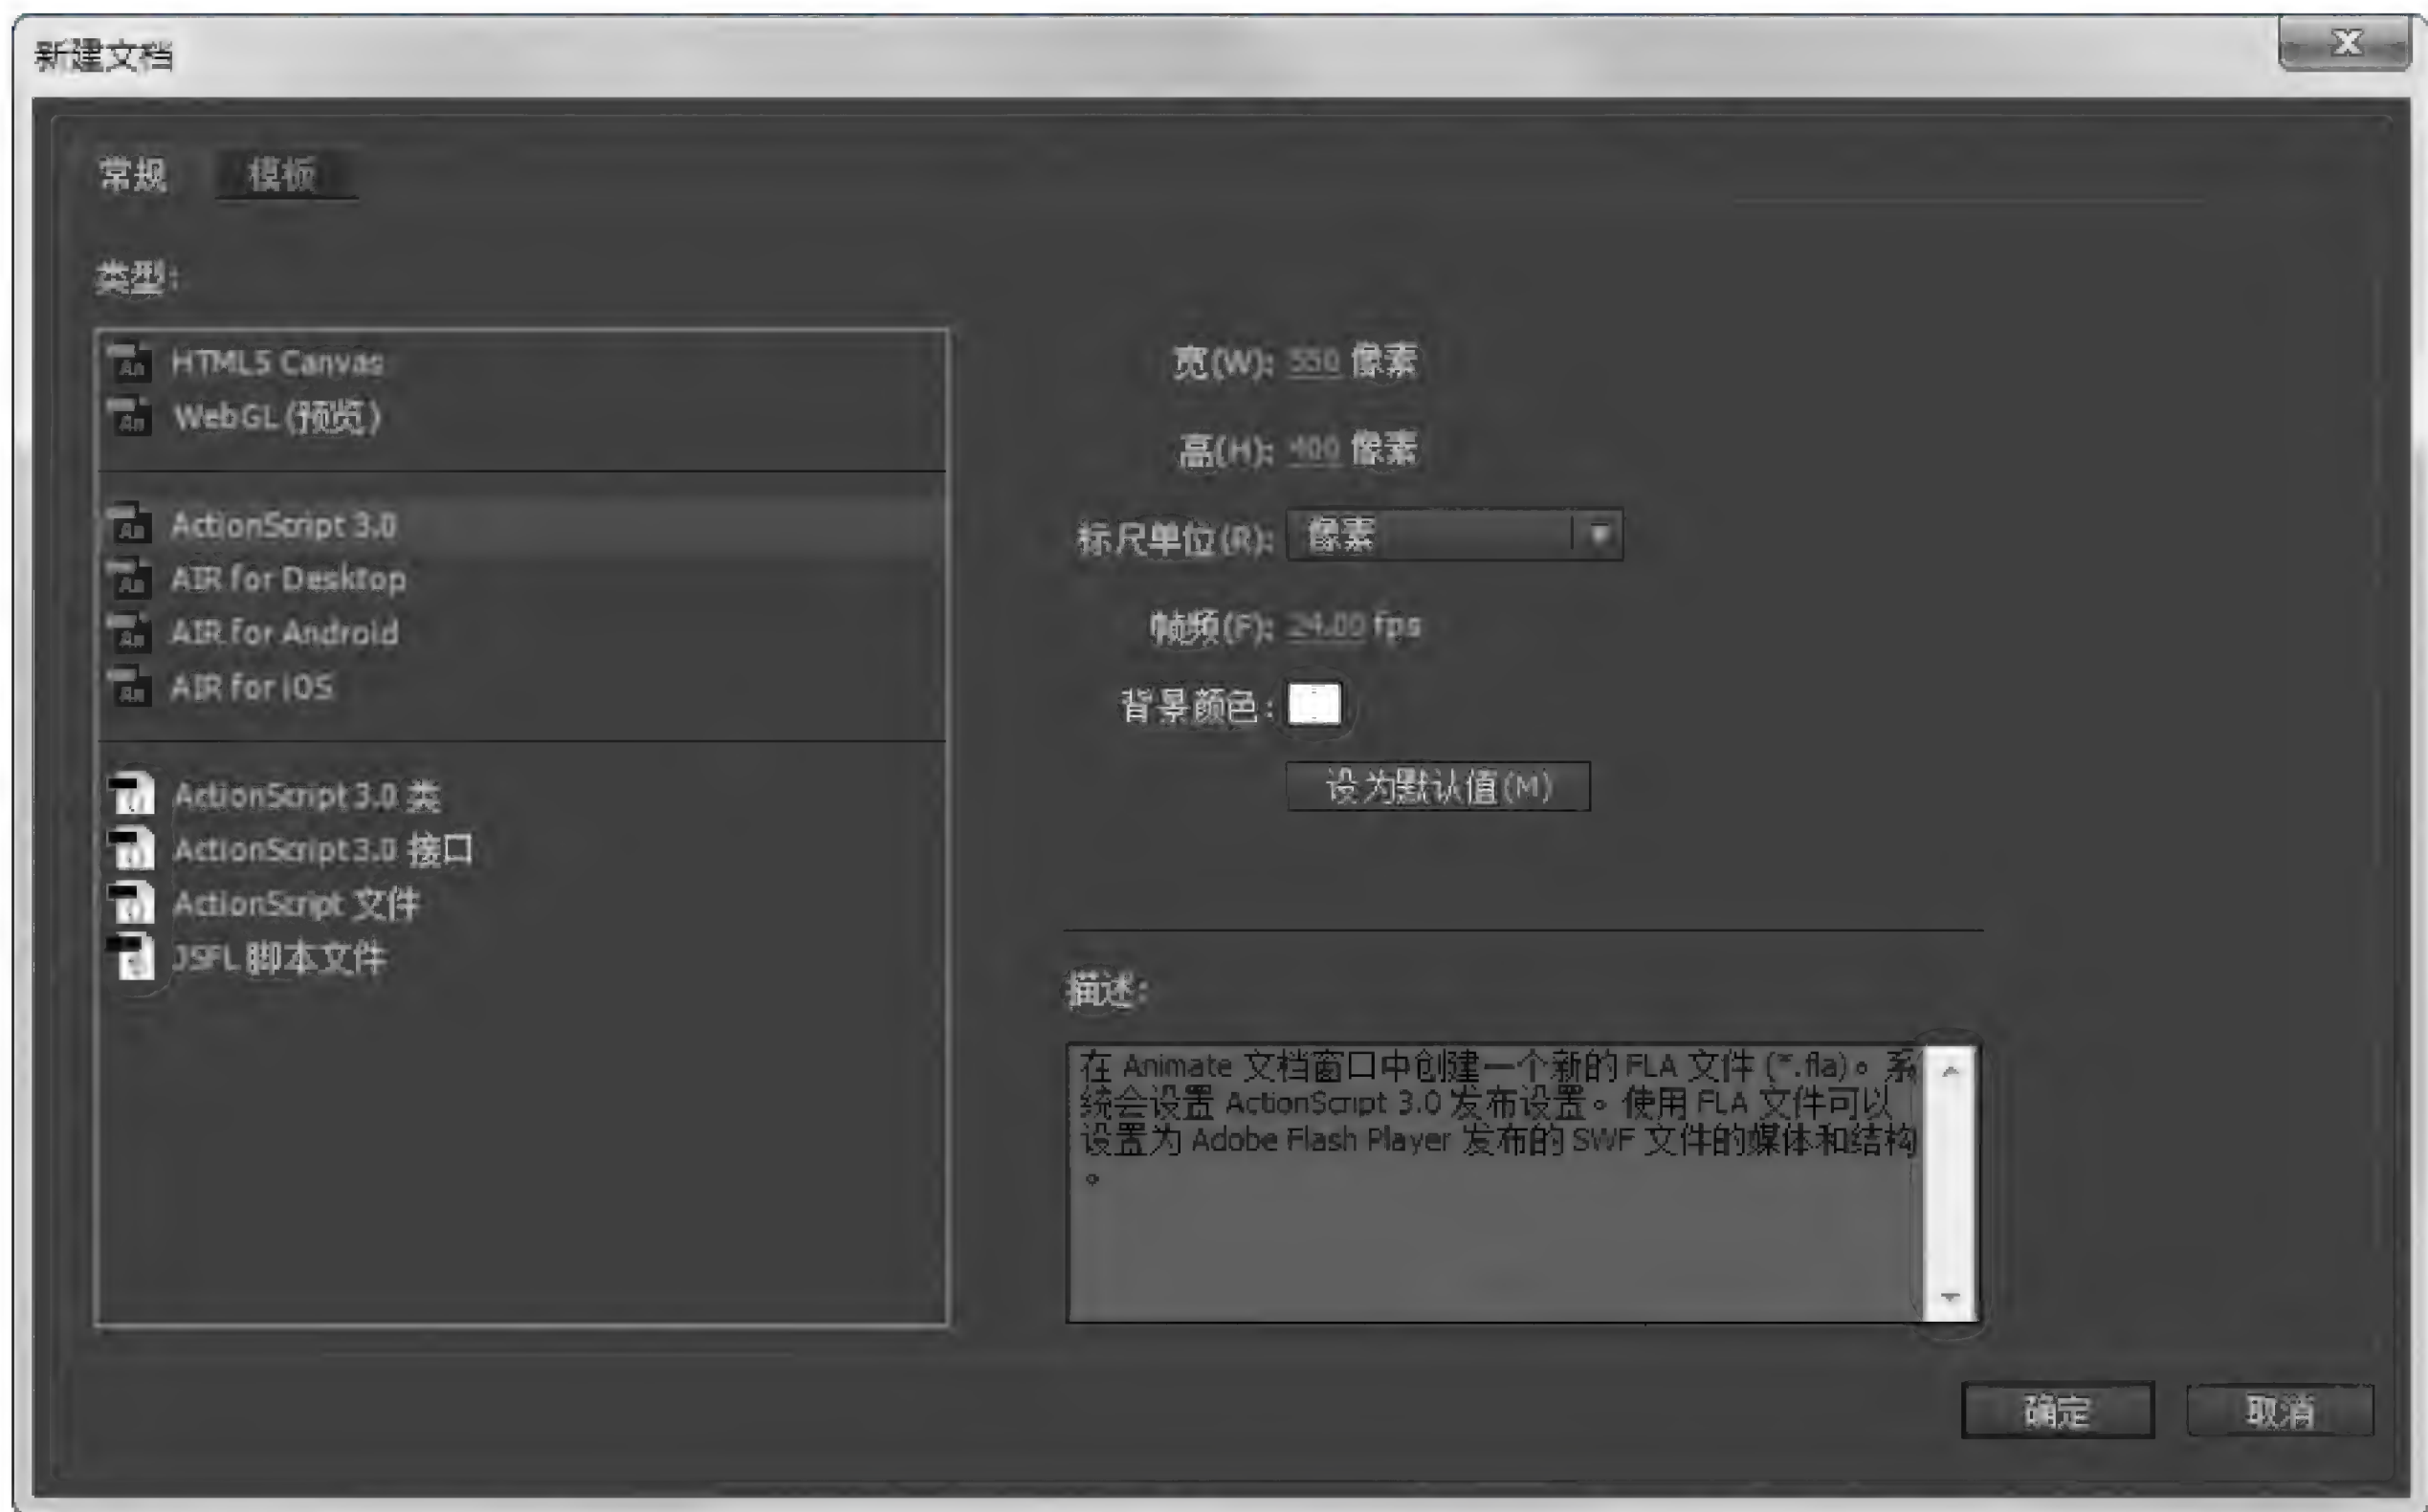 新建文档
常规 模板
类型:
HTML5 Canvas
WebGL (预览)
ActionScript 3.0
AIR for Desktop
AIR for Android
AIR for iOS
ActionScript 3.0 类
ActionScript 3.0 接口
ActionScript 文件
JSFL 脚本文件
宽(W): 550 像素
高(H): 400 像素
标尺单位(R): 像素
帧频(F): 24.00 fps
背景颜色:
设为默认值(M)
描述:
在 Animate 文档窗口中创建一个新的 FLA 文件 (*.fla)。系
统会设置 ActionScript 3.0 发布设置。使用 FLA 文件可以
设置为 Adobe Flash Player 发布的 SWF 文件的媒体和结构
。
确定 取消